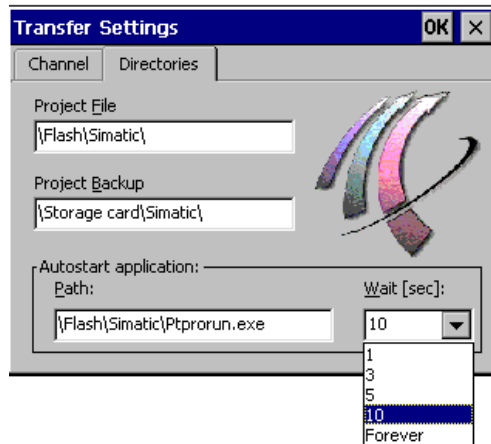 Transfer Settings OK ×
Channel Directories
Project File
\Flash\Simatic\
Project Backup
\Storage card\Simatic\
Autostart application:
Path: Wait [sec]:
\Flash\Simatic\Ptprorun.exe 10
1
3
5
10
Forever